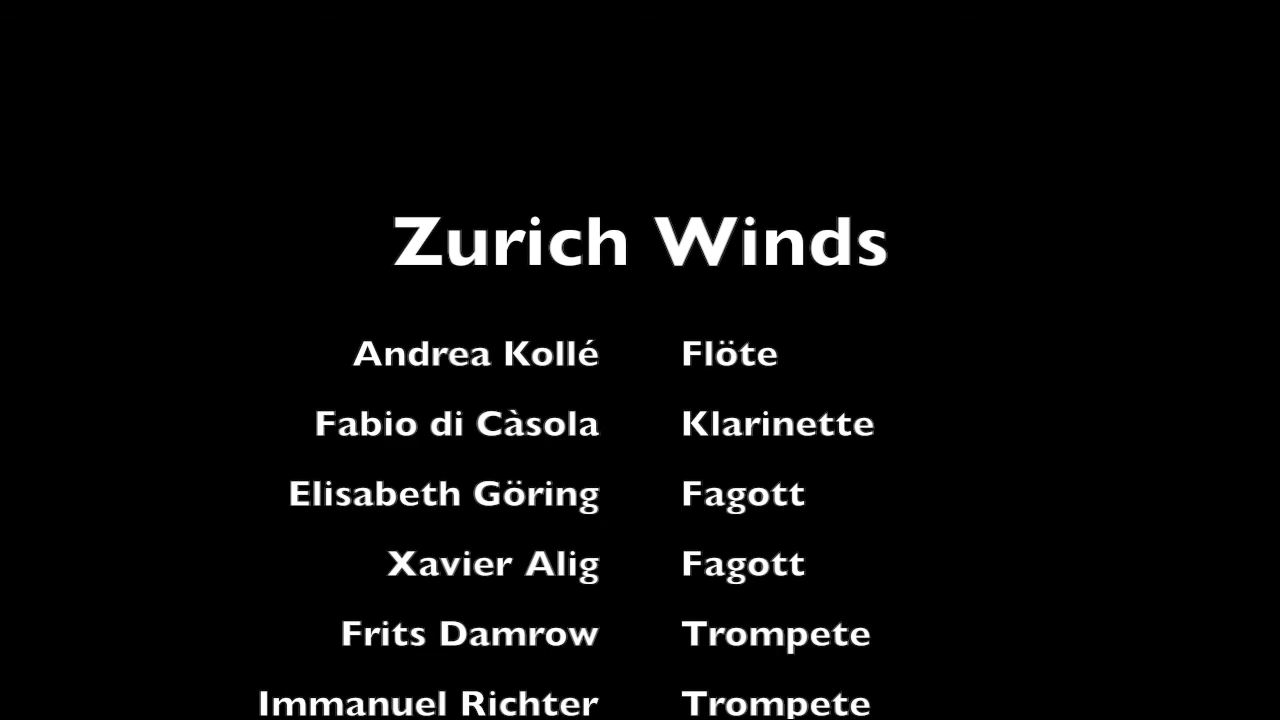 Zurich Winds
Andrea Kollé Flöte
Fabio di Càsola Klarinette
Elisabeth Göring Fagott
Xavier Alig Fagott
Frits Damrow Trompete
Immanuel Richter Trompete